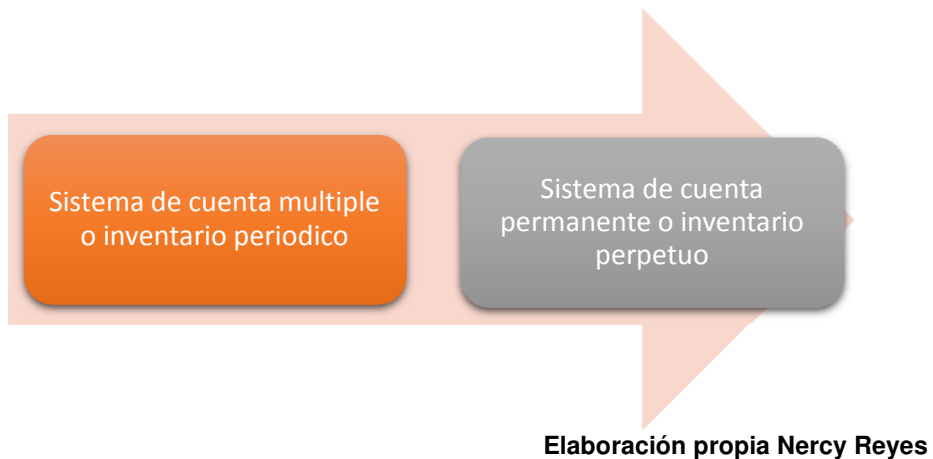 Sistema de cuenta multiple
o inventario periodico
Sistema de cuenta
permanente o inventario
perpetuo
Elaboración propia Nercy Reyes